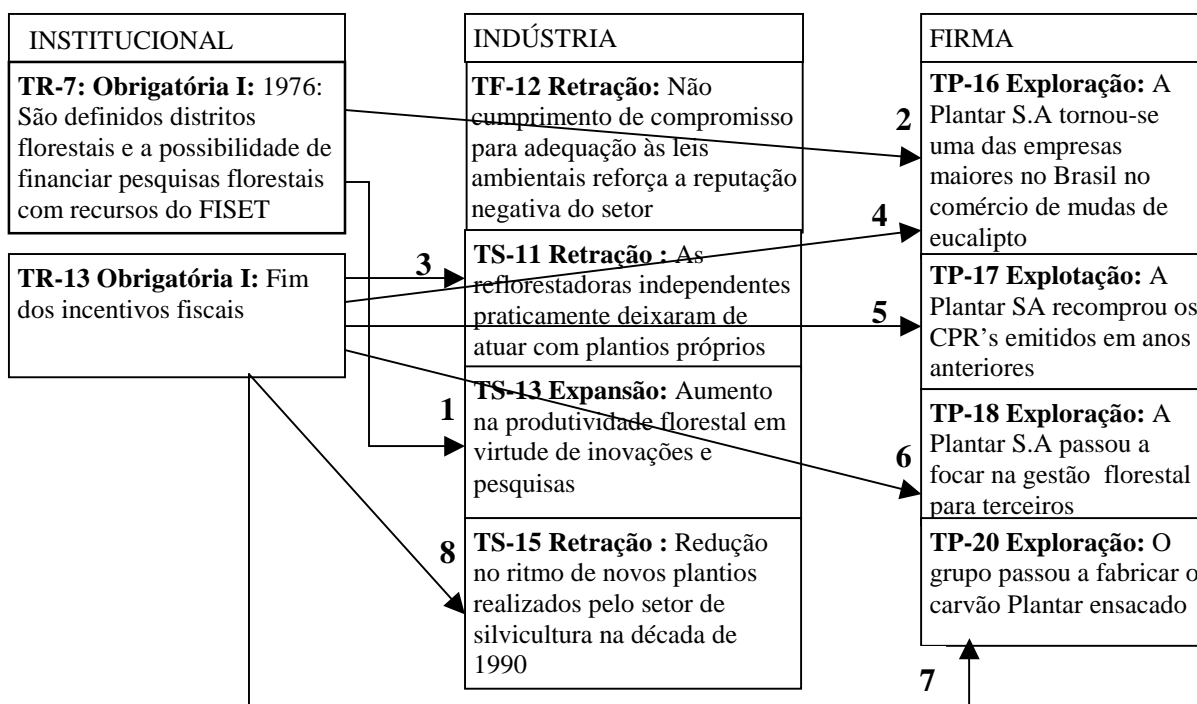 INSTITUCIONAL
TR-7: Obrigatória I: 1976:
São definidos distritos
florestais e a possibilidade de
financiar pesquisas florestais
com recursos do FISET
TR-13 Obrigatória I: Fim
dos incentivos fiscais
INDÚSTRIA
TF-12 Retração: Não
cumprimento de compromisso
para adequação às leis
ambientais reforça a reputação
negativa do setor
TS-11 Retração : As
reflorestadoras independentes
praticamente deixaram de
atuar com plantios próprios
TS-13 Expansão: Aumento
na produtividade florestal em
virtude de inovações e
pesquisas
TS-15 Retração : Redução
no ritmo de novos plantios
realizados pelo setor de
silvicultura na década de
1990
FIRMA
TP-16 Exploração: A
Plantar S.A tornou-se
uma das empresas
maiores no Brasil no
comércio de mudas de
eucalipto
TP-17 Explotação: A
Plantar SA recomprou os
CPR's emitidos em anos
anteriores
TP-18 Exploração: A
Plantar S.A passou a
focar na gestão florestal
para terceiros
TP-20 Exploração: O
grupo passou a fabricar o
carvão Plantar ensacado
2
4
3
5
1
6
8
7